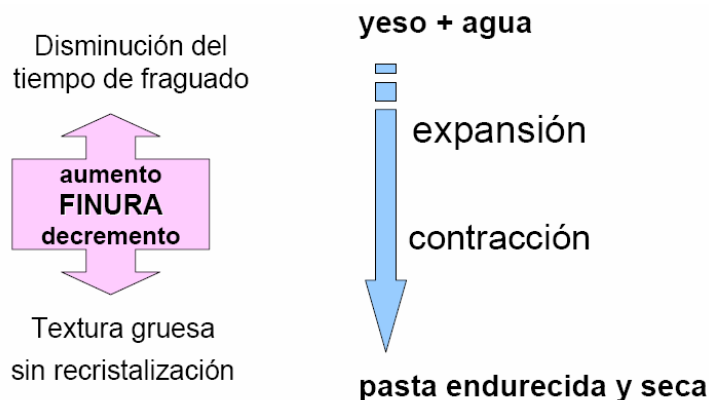 Disminución del
tiempo de fraguado
aumento
FINURA
decremento
Textura gruesa
sin recristalización
yeso + agua
expansión
contracción
pasta endurecida y seca